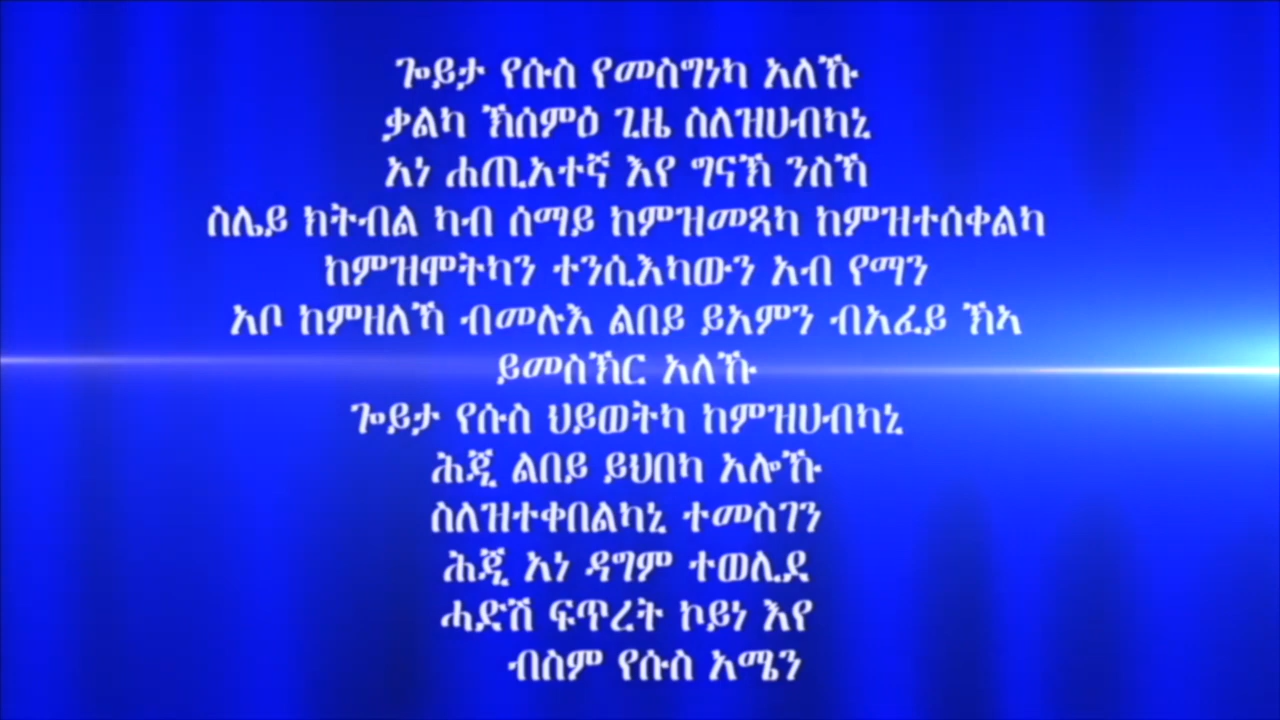 ጐይታ የሱስ የመስግነካ አለኹ
ቃልካ ኽሰምዕ ጊዜ ስለዝሀብካኒ
አነ ሐጢአተኛ እየ ግናኽ ንስኻ
ስሌይ ክትብል ካብ ሰማይ ከምዝመጻካ ከምዝተሰቀልካ
ከምዝሞትካን ተንሲእካውን አብ የማን
አቦ ከምዘለኻ ብመሉእ ልበይ ይአምን ብአፈይ ኽኣ
ይመስኽር አለኹ
ጐይታ የሱስ ህይወትካ ከምዝሀብካኒ
ሕጂ ልበይ ይህበካ አሎኹ
ስለዝተቀበልካኒ ተመስገን
ሕጂ አነ ዳግም ተወሊደ
ሓድሽ ፍጥረት ኮይነ እየ
ብስም የሱስ አሜን